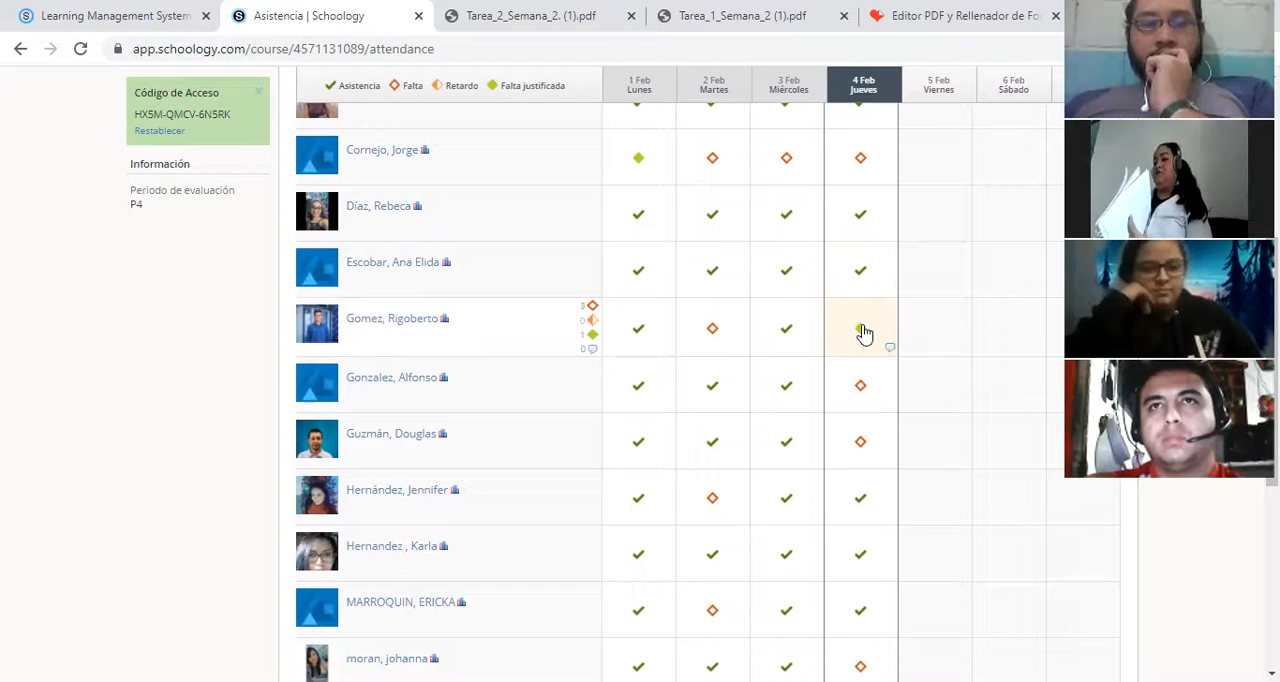 Learning Management System
Asistencia | Schoology
Tarea_2_Semana_2. (1).pdf
Tarea_1_Semana_2 (1).pdf
Editor PDF y Rellenador de Fo
app.schoology.com/course/4571131089/attendance
Código de Acceso
HX5M-QMCV-6N5RK
Restablecer
Información
Periodo de evaluación
P4
Asistencia Falta Retardo Falta justificada
1 Feb
Lunes
2 Feb
Martes
3 Feb
Miércoles
4 Feb
Jueves
5 Feb
Viernes
6 Feb
Sábado
Cornejo, Jorge
Díaz, Rebeca
Escobar, Ana Elida
Gomez, Rigoberto
3
0
1
0
Gonzalez, Alfonso
Guzmán, Douglas
Hernández, Jennifer
Hernandez , Karla
MARROQUIN, ERICKA
moran, johanna